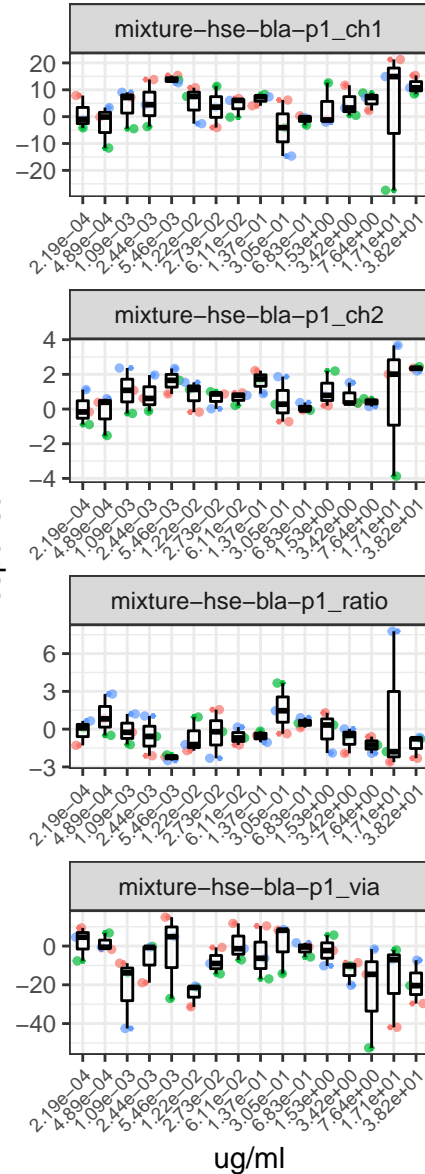 mixture-hse-bla-p1_ch1
20
10
0
−10
−20
2.19e−04
4.89e−04
1.09e−03
2.44e−03
5.46e−03
1.22e−02
2.73e−02
6.11e−02
1.37e−01
3.05e−01
6.83e−01
1.53e+00
3.42e+00
7.64e+00
1.71e+01
3.82e+01
mixture-hse-bla-p1_ch2
4
2
0
−2
−4
2.19e−04
4.89e−04
1.09e−03
2.44e−03
5.46e−03
1.22e−02
2.73e−02
6.11e−02
1.37e−01
3.05e−01
6.83e−01
1.53e+00
3.42e+00
7.64e+00
1.71e+01
3.82e+01
mixture-hse-bla-p1_ratio
6
3
0
−3
2.19e−04
4.89e−04
1.09e−03
2.44e−03
5.46e−03
1.22e−02
2.73e−02
6.11e−02
1.37e−01
3.05e−01
6.83e−01
1.53e+00
3.42e+00
7.64e+00
1.71e+01
3.82e+01
mixture-hse-bla-p1_via
0
−20
−40
2.19e−04
4.89e−04
1.09e−03
2.44e−03
5.46e−03
1.22e−02
2.73e−02
6.11e−02
1.37e−01
3.05e−01
6.83e−01
1.53e+00
3.42e+00
7.64e+00
1.71e+01
3.82e+01
ug/ml